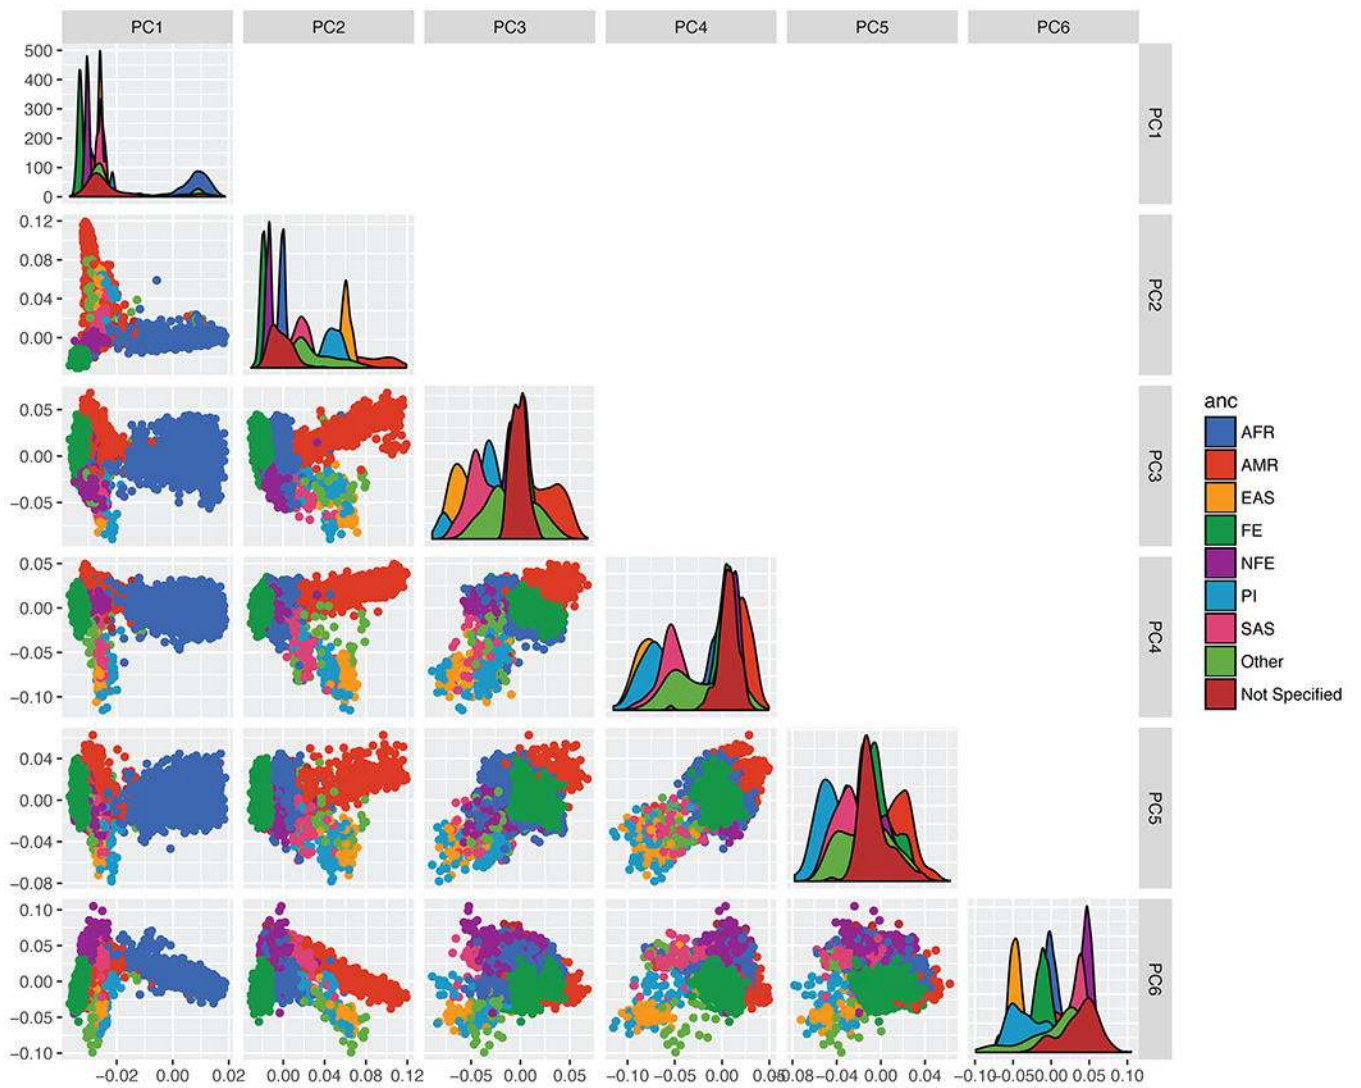 PC1 PC2 PC3 PC4 PC5 PC6
500
400
300
200
100
0
PC1
0.12
0.08
0.04
0.00
PC2
0.05
0.00
−0.05
PC3
0.05
0.00
−0.05
−0.10
PC4
0.04
0.00
−0.04
−0.08
PC5
0.10
0.05
0.00
−0.05
−0.10
PC6
−0.02 0.00 0.02 0.00 0.04 0.08 0.12 −0.05 0.00 0.05 −0.10 −0.05 0.00 0.05 −0.08 −0.04 0.00 0.04 −0.10 −0.05 0.00 0.05 0.10
anc
AFR
AMR
EAS
FE
NFE
PI
SAS
Other
Not Specified